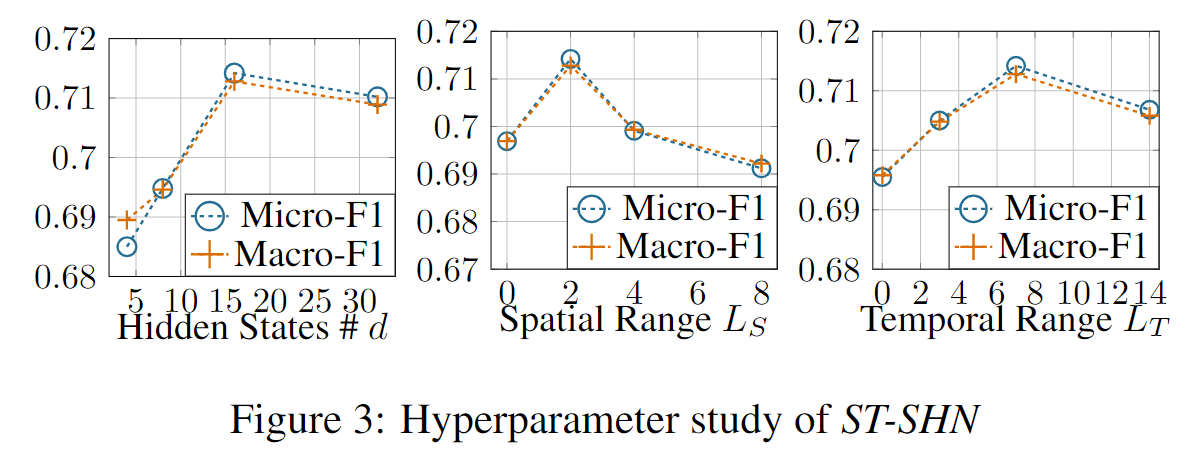 0.72
0.71
0.7
0.69
0.68
5 10 15 20 25 30
Hidden States # d
Micro-F1
Macro-F1
0.72
0.71
0.7
0.69
0.68
0.67
0 2 4 6 8
Spatial Range L_S
Micro-F1
Macro-F1
0.72
0.71
0.7
0.69
0.68
0 2 4 6 8 10 12 14
Temporal Range L_T
Micro-F1
Macro-F1
Figure 3: Hyperparameter study of ST-SHN